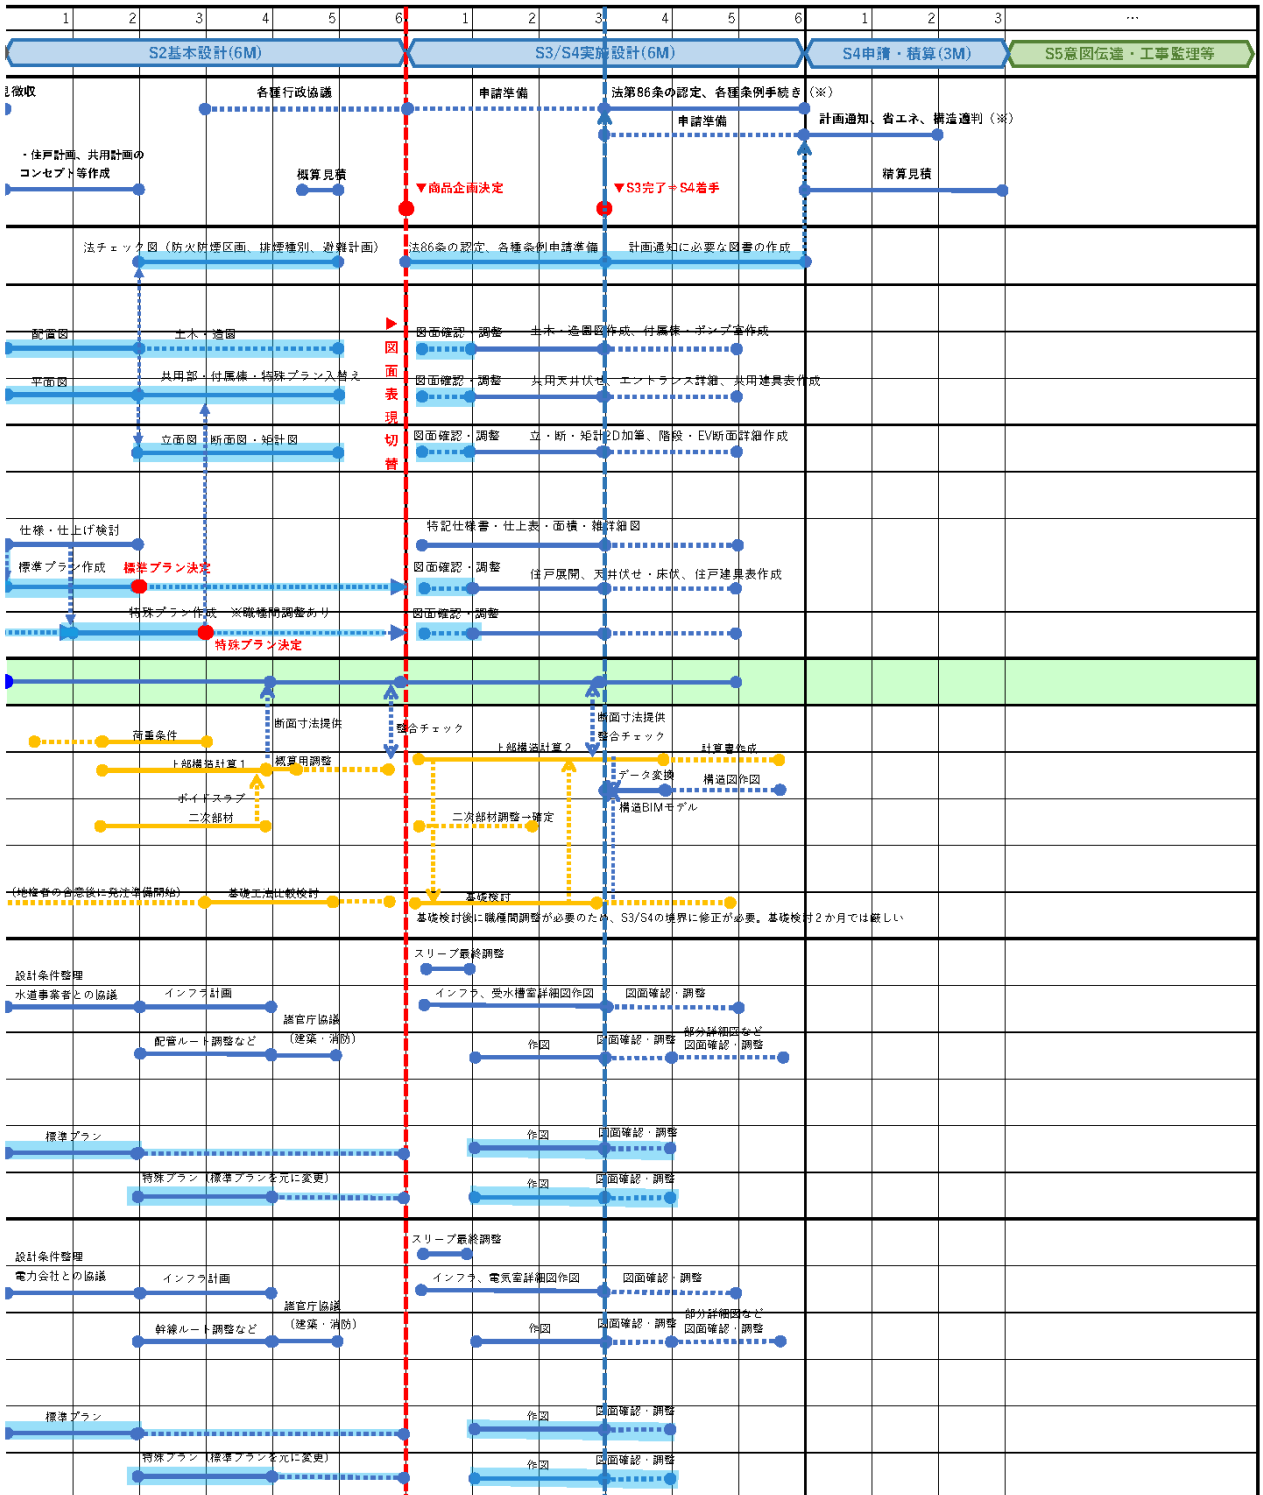 1 2 3 4 5 6 1 2 3 4 5 6 1 2 3 …
S2基本設計(6M) S3/S4実施設計(6M) S4申請・積算(3M) S5意図伝達・工事監理等
見徴収 各種行政協議 申請準備 法第86条の認定、各種条例手続き（※）
申請準備 計画通知、省エネ、構造適判（※）
・住戸計画、共用計画の
コンセプト等作成 概算見積 精算見積
▼商品企画決定 ▼S3完了⇒S4着手
法チェック図（防火防煙区画、排煙種別、避難計画） 法86条の認定、各種条例申請準備 計画通知に必要な図書の作成
▶図面表現切替
配置図 土木・造園 図面確認・調整 土木・造園図作成、付属棟・ポンプ室作成
平面図 共用部・付属棟・特殊プラン入替え 図面確認・調整 共用天井伏せ、エントランス詳細、共用建具表作成
立面図 断面図・矩計図 図面確認・調整 立・断・矩計2D加筆、階段・EV断面詳細作成
仕様・仕上げ検討 特記仕様書・仕上表・面積・雑詳細図
標準プラン作成 標準プラン決定 図面確認・調整 住戸展開、天井伏せ・床伏、住戸建具表作成
特殊プラン作成 ※職種間調整あり 図面確認・調整
特殊プラン決定
断面寸法提供 断面寸法提供
荷重条件 整合チェック 整合チェック
上部構造計算1 概算用調整 上部構造計算2 計算書作成
データ変換 構造図作図
ボイドスラブ 構造BIMモデル
二次部材 二次部材調整→確定
（地権者の合意後に発注準備開始） 基礎工法比較検討 基礎検討
基礎検討後に職種間調整が必要のため、S3/S4の境界に修正が必要。基礎検討２か月では厳しい
スリーブ最終調整
設計条件整理
水道事業者との協議 インフラ計画 インフラ、受水槽室詳細図作図 図面確認・調整
諸官庁協議
（建築・消防） 部分詳細図など
配管ルート調整など 作図 図面確認・調整 図面確認・調整
標準プラン 作図 図面確認・調整
特殊プラン（標準プランを元に変更） 作図 図面確認・調整
スリーブ最終調整
設計条件整理
電力会社との協議 インフラ計画 インフラ、電気室詳細図作図 図面確認・調整
諸官庁協議
（建築・消防） 部分詳細図など
幹線ルート調整など 作図 図面確認・調整 図面確認・調整
標準プラン 作図 図面確認・調整
特殊プラン（標準プランを元に変更） 作図 図面確認・調整